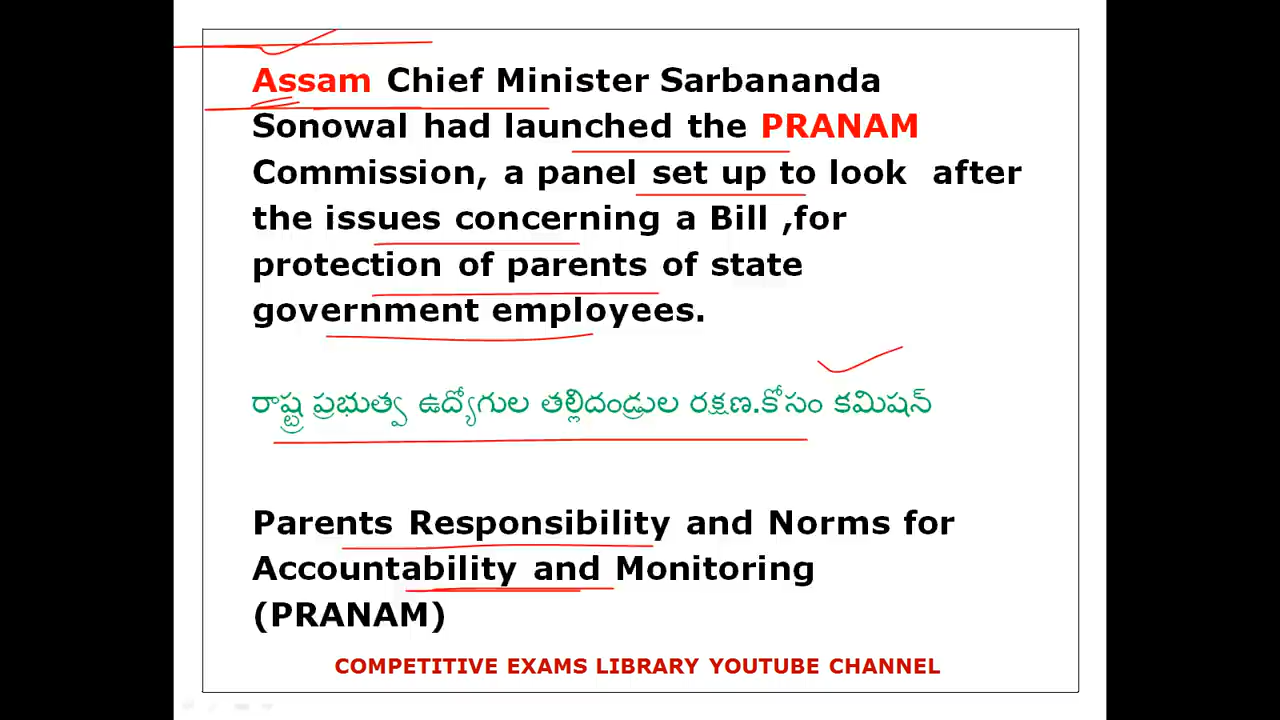 Assam Chief Minister Sarbananda
Sonowal had launched the PRANAM
Commission, a panel set up to look after
the issues concerning a Bill ,for
protection of parents of state
government employees.
రాష్ట్ర ప్రభుత్వ ఉద్యోగుల తల్లిదండ్రుల రక్షణ.కోసం కమిషన్
Parents Responsibility and Norms for
Accountability and Monitoring
(PRANAM)
COMPETITIVE EXAMS LIBRARY YOUTUBE CHANNEL